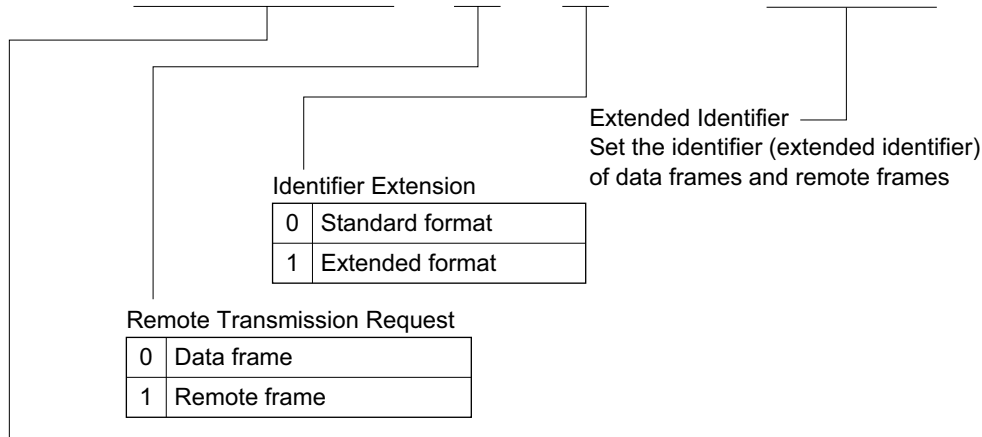 Extended Identifier
Set the identifier (extended identifier)
of data frames and remote frames
Identifier Extension
0 Standard format
1 Extended format
Remote Transmission Request
0 Data frame
1 Remote frame